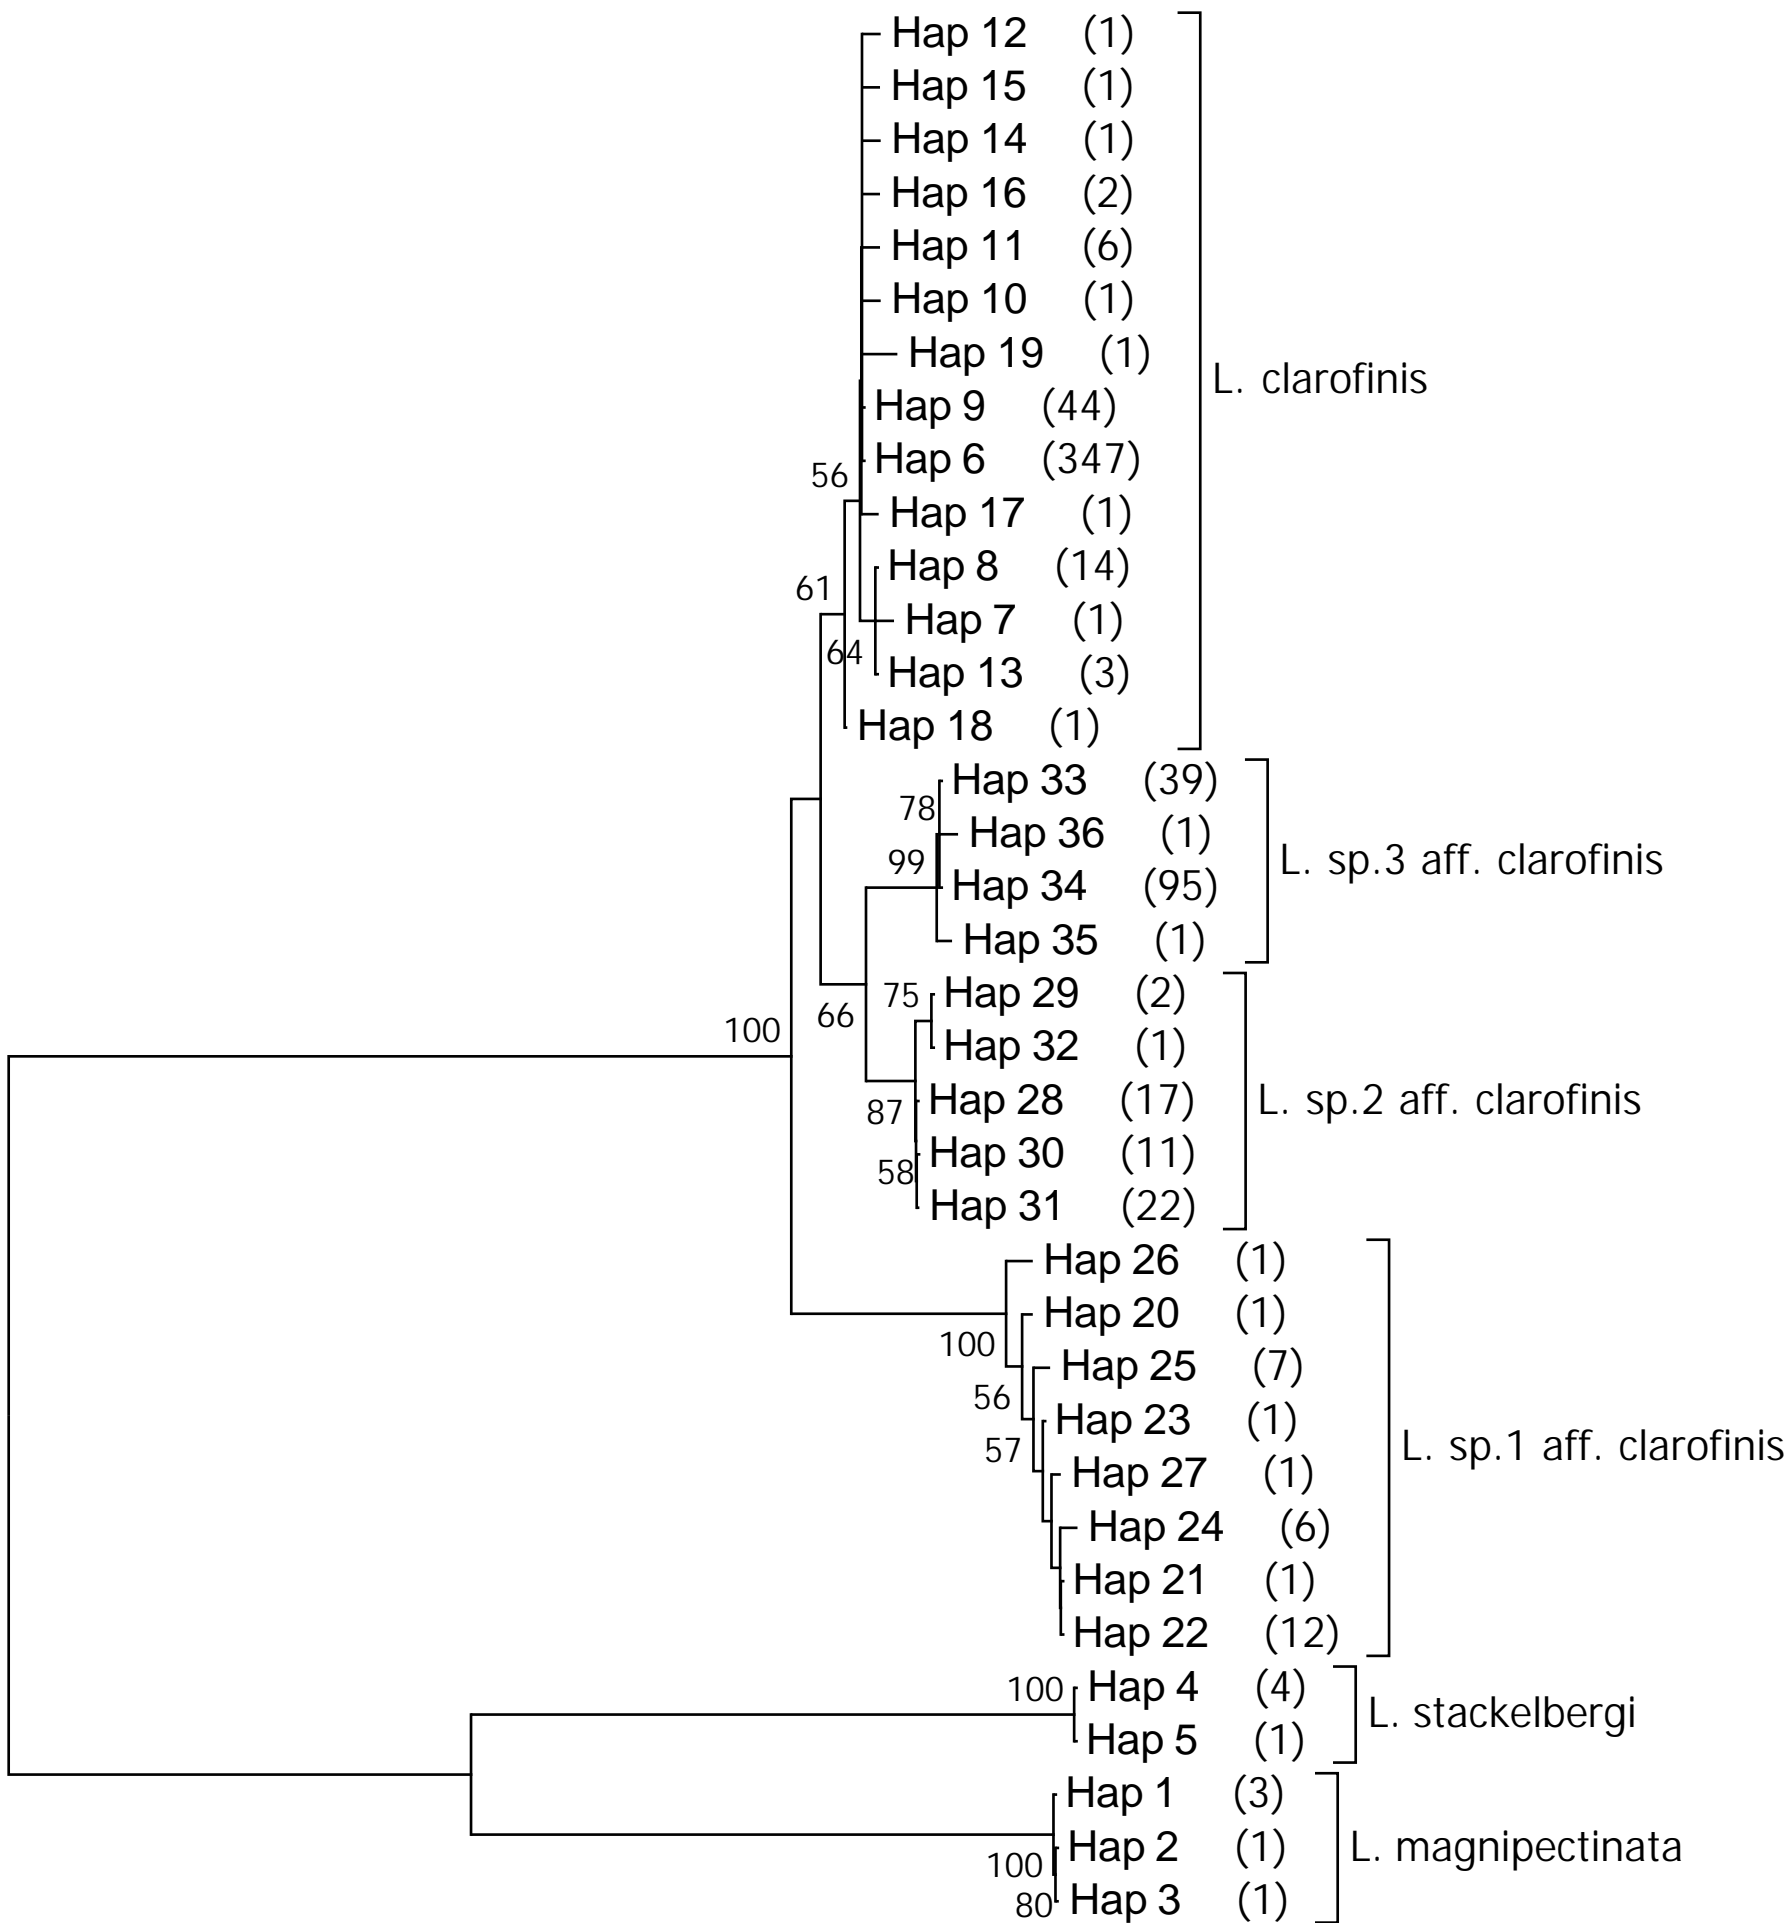 Hap 12 (1)
Hap 15 (1)
Hap 14 (1)
Hap 16 (2)
Hap 11 (6)
Hap 10 (1)
Hap 19 (1)
L. clarofinis
Hap 9 (44)
Hap 6 (347)
56
Hap 17 (1)
Hap 8 (14)
61
Hap 7 (1)
64
Hap 13 (3)
Hap 18 (1)
Hap 33 (39)
78
Hap 36 (1)
99
L. sp.3 aff. clarofinis
Hap 34 (95)
Hap 35 (1)
75
Hap 29 (2)
66
100
Hap 32 (1)
Hap 28 (17)
L. sp.2 aff. clarofinis
87
Hap 30 (11)
58
Hap 31 (22)
Hap 26 (1)
Hap 20 (1)
100
Hap 25 (7)
56
Hap 23 (1)
57
L. sp.1 aff. clarofinis
Hap 27 (1)
Hap 24 (6)
Hap 21 (1)
Hap 22 (12)
100
Hap 4 (4)
L. stackelbergi
Hap 5 (1)
Hap 1 (3)
Hap 2 (1)
L. magnipectinata
100
80
Hap 3 (1)